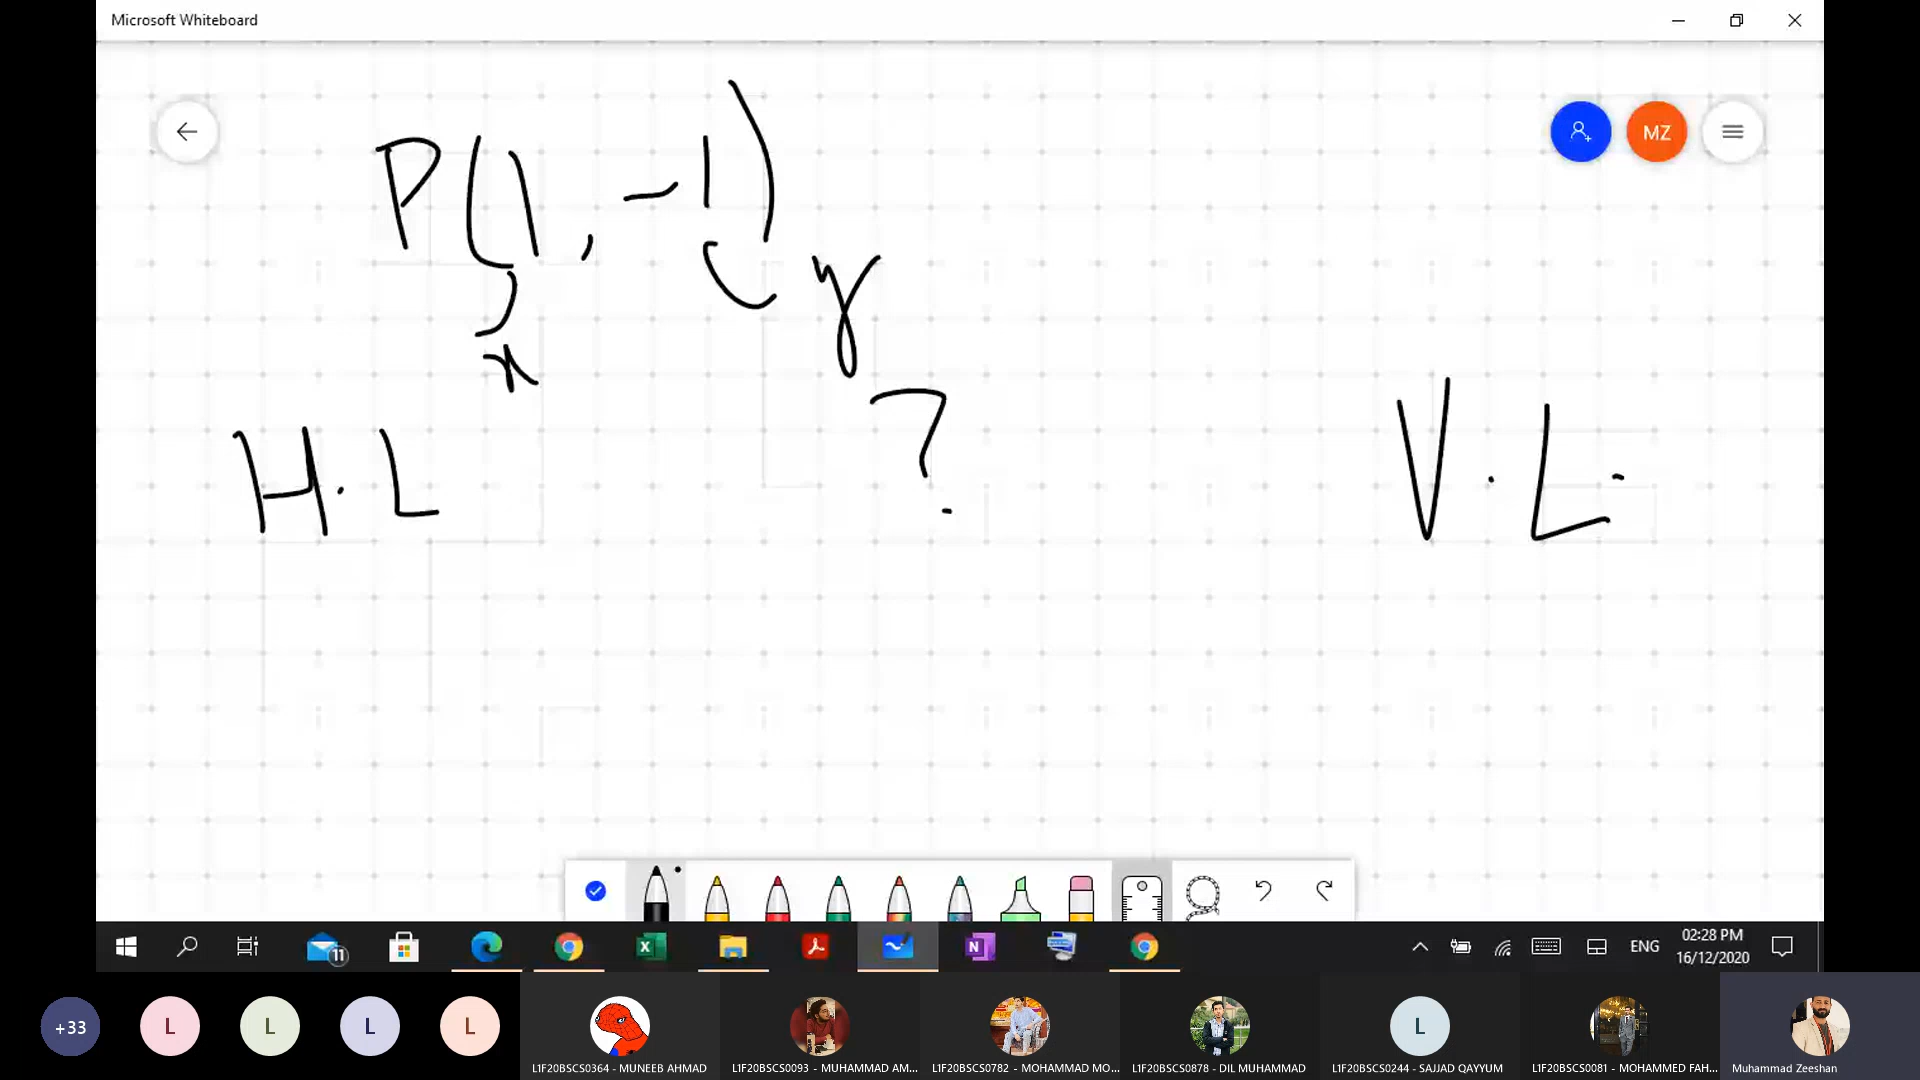 Microsoft Whiteboard
MZ
P(1, -1)
x
y
?
H.L
V.L.
11
ENG
02:28 PM
16/12/2020
+33
L
L
L
L
L
L1F20BSCS0364 - MUNEEB AHMAD
L1F20BSCS0093 - MUHAMMAD AM...
L1F20BSCS0782 - MOHAMMAD MO...
L1F20BSCS0878 - DIL MUHAMMAD
L1F20BSCS0244 - SAJJAD QAYYUM
L1F20BSCS0081 - MOHAMMED FAH...
Muhammad Zeeshan